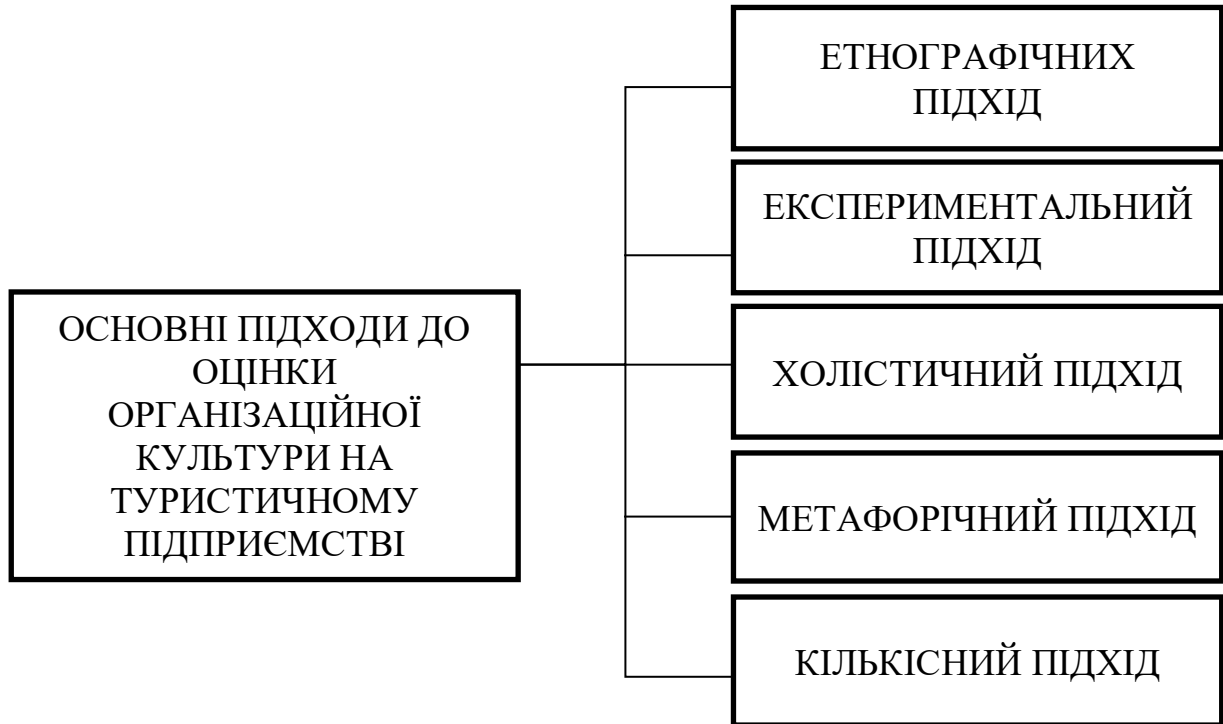 ОСНОВНІ ПІДХОДИ ДО
ОЦІНКИ
ОРГАНІЗАЦІЙНОЇ
КУЛЬТУРИ НА
ТУРИСТИЧНОМУ
ПІДПРИЄМСТВІ
ЕТНОГРАФІЧНИХ
ПІДХІД
ЕКСПЕРИМЕНТАЛЬНИЙ
ПІДХІД
ХОЛІСТИЧНИЙ ПІДХІД
МЕТАФОРІЧНИЙ ПІДХІД
КІЛЬКІСНИЙ ПІДХІД